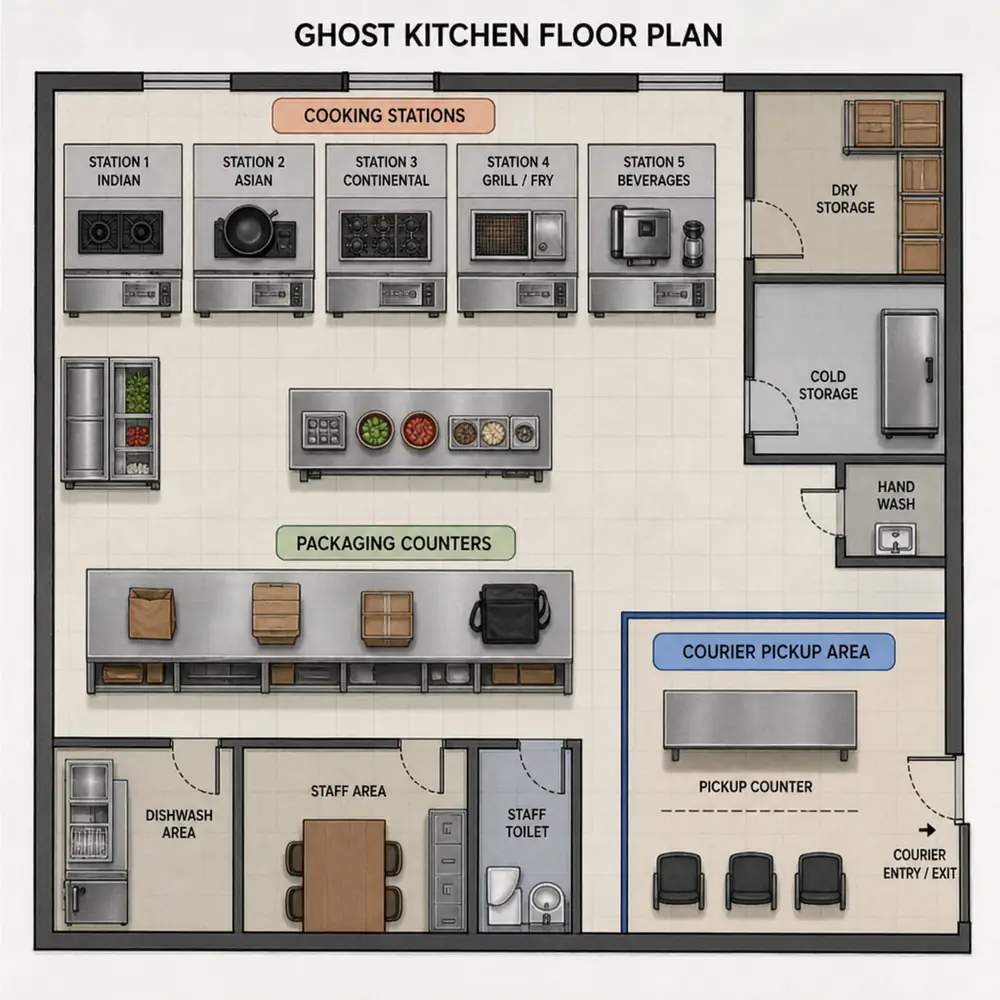 GHOST KITCHEN FLOOR PLAN
COOKING STATIONS
STATION 1
INDIAN
STATION 2
ASIAN
STATION 3
CONTINENTAL
STATION 4
GRILL / FRY
STATION 5
BEVERAGES
DRY
STORAGE
COLD
STORAGE
HAND
WASH
PACKAGING COUNTERS
COURIER PICKUP AREA
PICKUP COUNTER
COURIER
ENTRY / EXIT
DISHWASH
AREA
STAFF AREA
STAFF
TOILET